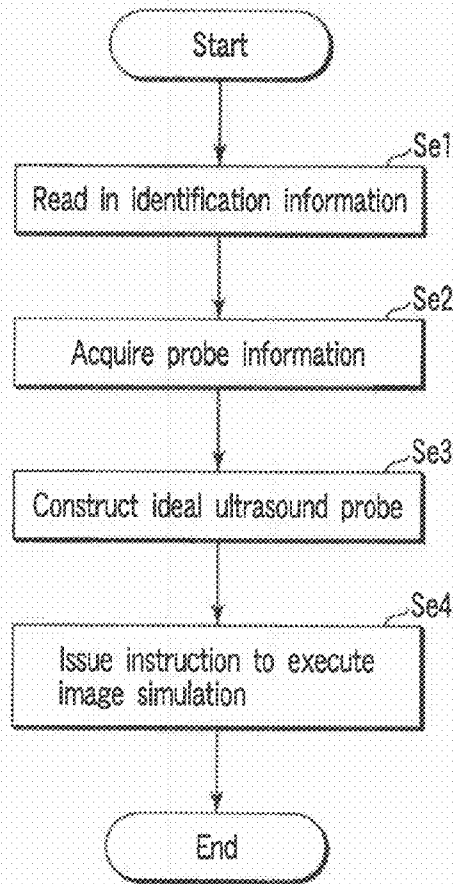 Start
Se1
Read in identification information
Se2
Acquire probe information
Se3
Construct ideal ultrasound probe
Se4
Issue instruction to execute
image simulation
End